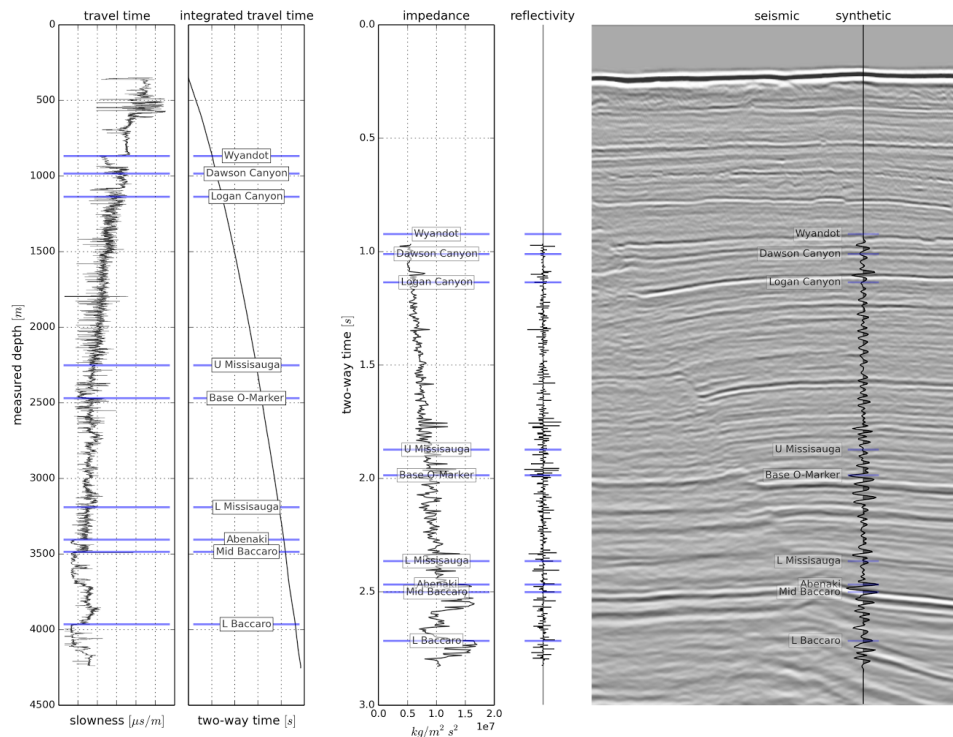 travel time
integrated travel time
impedance
reflectivity
seismic
synthetic
measured depth [m]
0
500
1000
1500
2000
2500
3000
3500
4000
4500
Wyandot
Dawson Canyon
Logan Canyon
U Missisauga
Base O-Marker
L Missisauga
Abenaki
Mid Baccaro
L Baccaro
slowness [μs/m]
two-way time [s]
two-way time [s]
0.0
0.5
1.0
1.5
2.0
2.5
3.0
Wyandot
Dawson Canyon
Logan Canyon
U Missisauga
Base O-Marker
L Missisauga
Abenaki
Mid Baccaro
L Baccaro
0.0 0.5 1.0 1.5 2.0
1e7
kg/m² s²
Wyandot
Dawson Canyon
Logan Canyon
U Missisauga
Base O-Marker
L Missisauga
Abenaki
Mid Baccaro
L Baccaro